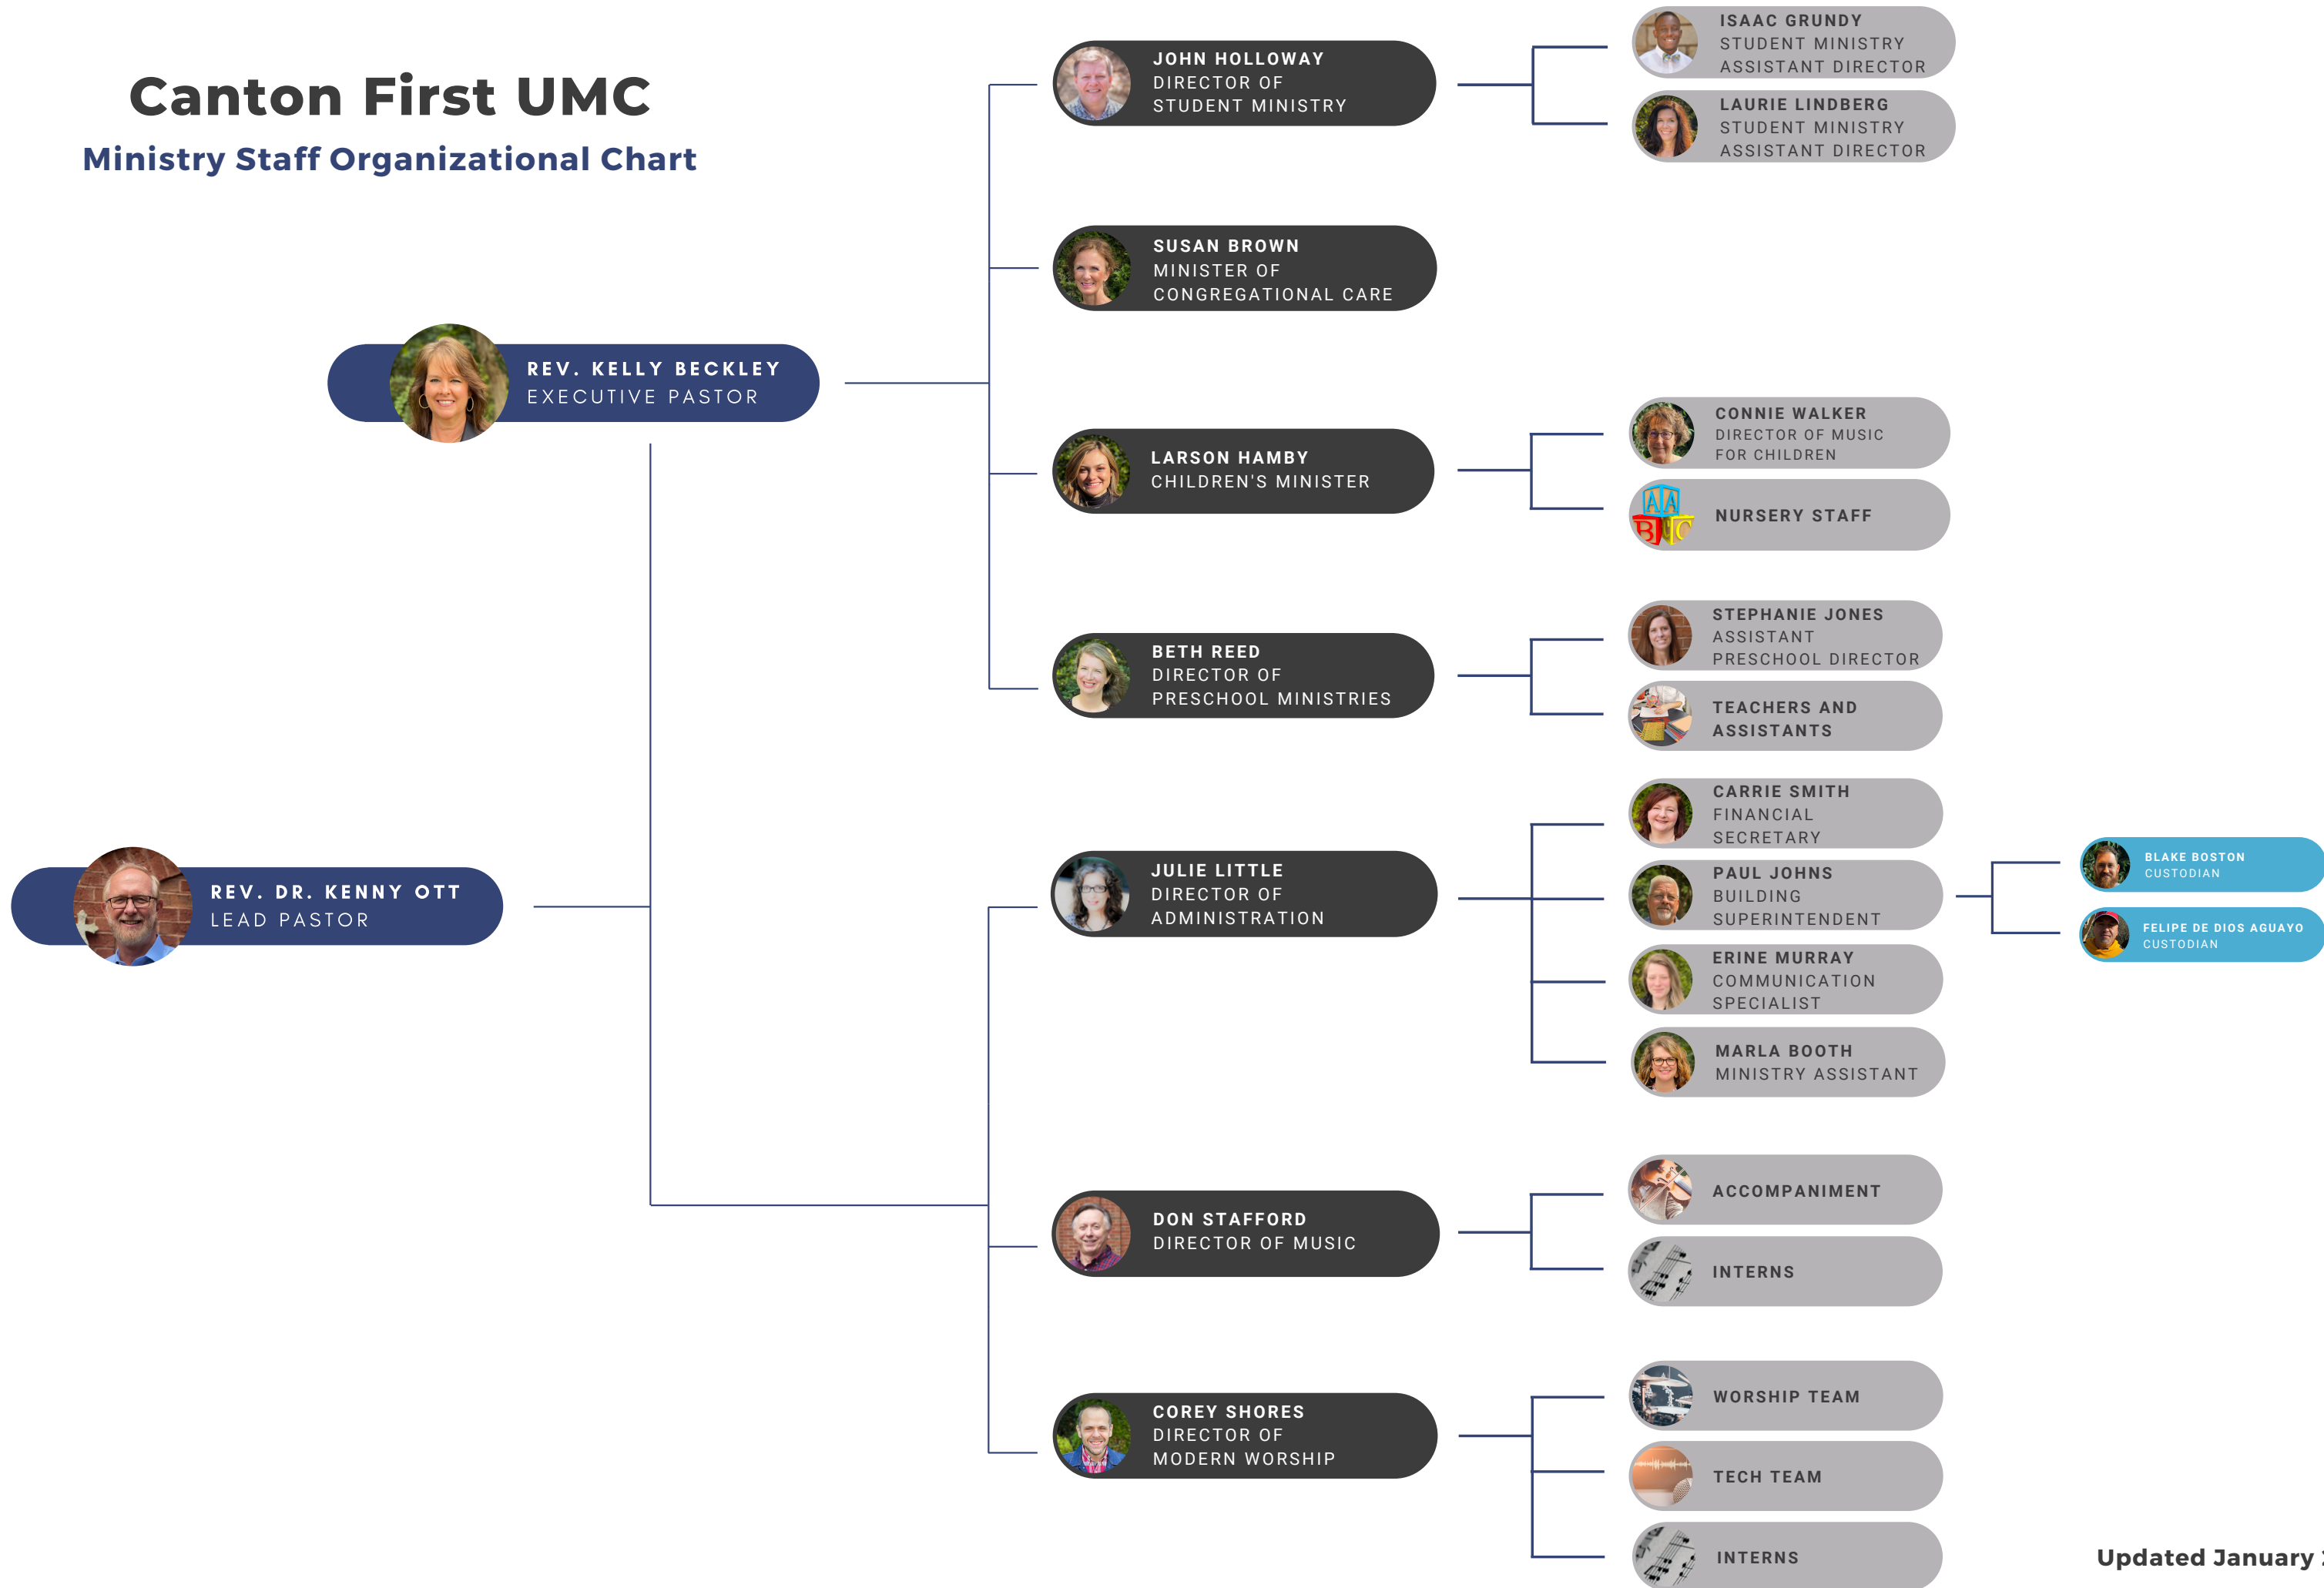 Canton First UMC
Ministry Staff Organizational Chart
REV. KELLY BECKLEY
EXECUTIVE PASTOR
REV. DR. KENNY OTT
LEAD PASTOR
JOHN HOLLOWAY
DIRECTOR OF
STUDENT MINISTRY
ISAAC GRUNDY
STUDENT MINISTRY
ASSISTANT DIRECTOR
LAURIE LINDBERG
STUDENT MINISTRY
ASSISTANT DIRECTOR
SUSAN BROWN
MINISTER OF
CONGREGATIONAL CARE
LARSON HAMBY
CHILDREN'S MINISTER
CONNIE WALKER
DIRECTOR OF MUSIC
FOR CHILDREN
A A
B C
NURSERY STAFF
BETH REED
DIRECTOR OF
PRESCHOOL MINISTRIES
STEPHANIE JONES
ASSISTANT
PRESCHOOL DIRECTOR
TEACHERS AND
ASSISTANTS
JULIE LITTLE
DIRECTOR OF
ADMINISTRATION
CARRIE SMITH
FINANCIAL
SECRETARY
PAUL JOHNS
BUILDING
SUPERINTENDENT
BLAKE BOSTON
CUSTODIAN
FELIPE DE DIOS AGUAYO
CUSTODIAN
ERINE MURRAY
COMMUNICATION
SPECIALIST
MARLA BOOTH
MINISTRY ASSISTANT
DON STAFFORD
DIRECTOR OF MUSIC
ACCOMPANIMENT
INTERNS
COREY SHORES
DIRECTOR OF
MODERN WORSHIP
WORSHIP TEAM
TECH TEAM
INTERNS
Updated January